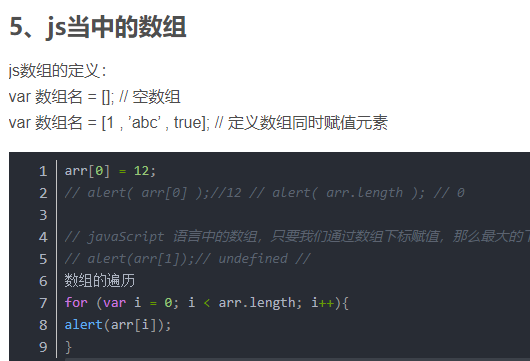 5、js当中的数组
js数组的定义：
var 数组名 = []; // 空数组
var 数组名 = [1 , ’abc’ , true]; // 定义数组同时赋值元素
1 arr[0] = 12;
2 // alert( arr[0] );//12 // alert( arr.length ); // 0
3
4 // javaScript 语言中的数组，只要我们通过数组下标赋值，那么最大的
5 // alert(arr[1]);// undefined //
6 数组的遍历
7 for (var i = 0; i < arr.length; i++){
8 alert(arr[i]);
9 }